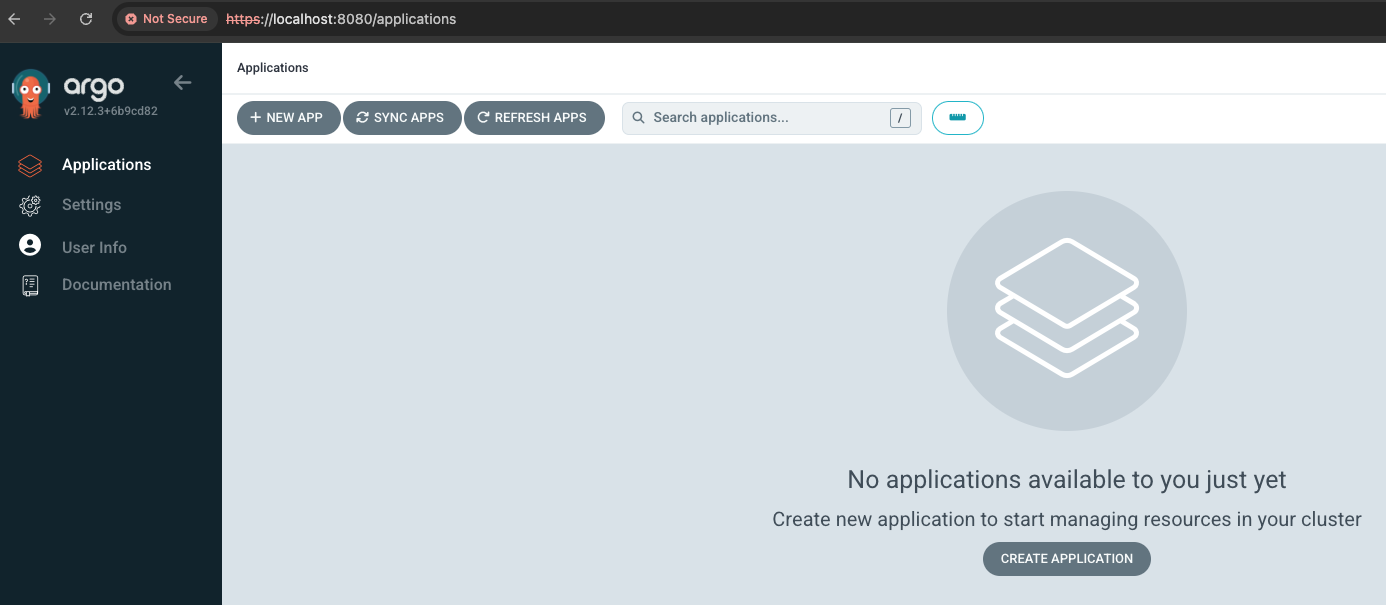 Not Secure https://localhost:8080/applications
argo
v2.12.3+6b9cd82
Applications
Settings
User Info
Documentation
Applications
+ NEW APP SYNC APPS REFRESH APPS Search applications... /
No applications available to you just yet
Create new application to start managing resources in your cluster
CREATE APPLICATION